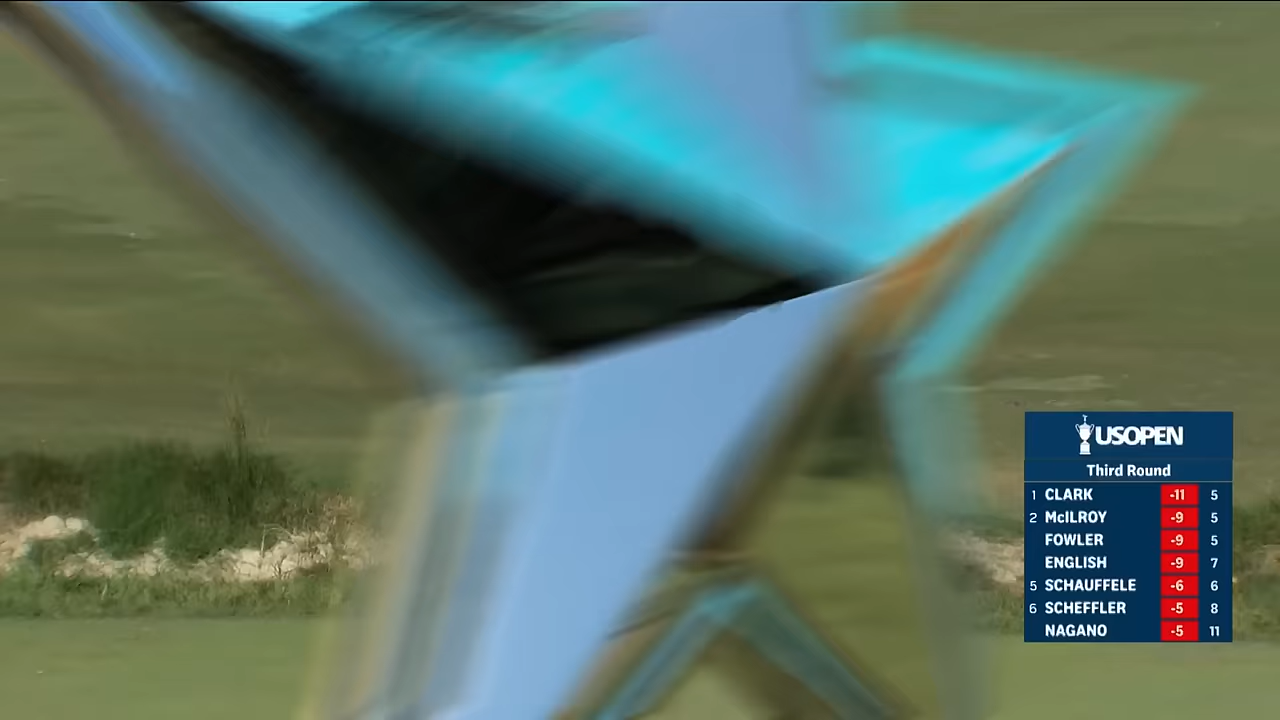 USOPEN
Third Round
1 CLARK -11 5
2 McILROY -9 5
FOWLER -9 5
ENGLISH -9 7
5 SCHAUFFELE -6 6
6 SCHEFFLER -5 8
NAGANO -5 11